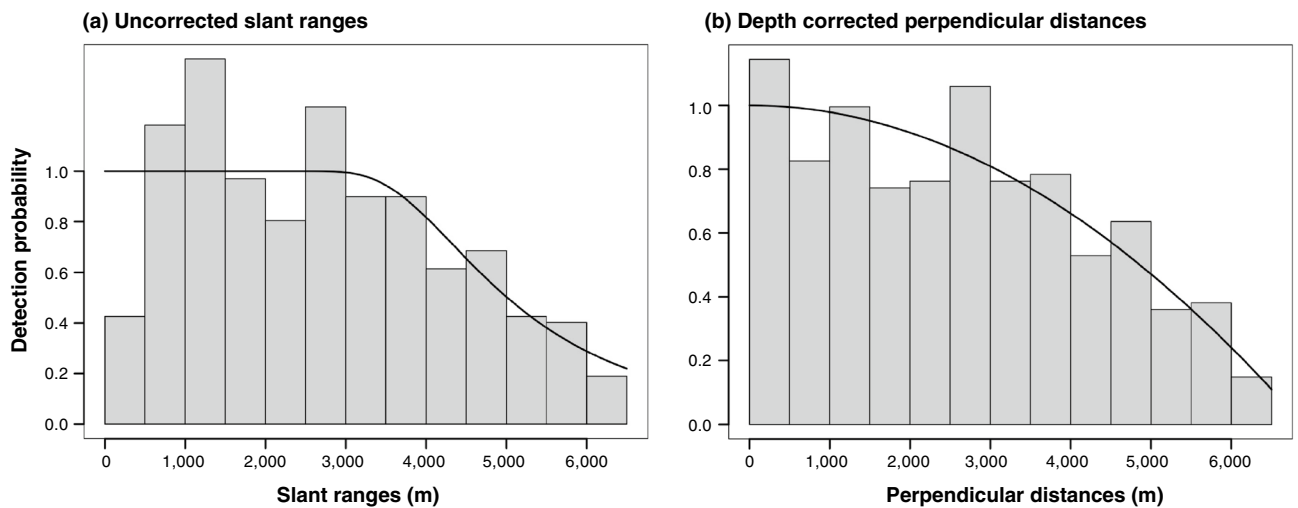 (a) Uncorrected slant ranges
Detection probability
1.0
0.8
0.6
0.4
0.2
0.0
0 1,000 2,000 3,000 4,000 5,000 6,000
Slant ranges (m)
(b) Depth corrected perpendicular distances
1.0
0.8
0.6
0.4
0.2
0.0
0 1,000 2,000 3,000 4,000 5,000 6,000
Perpendicular distances (m)